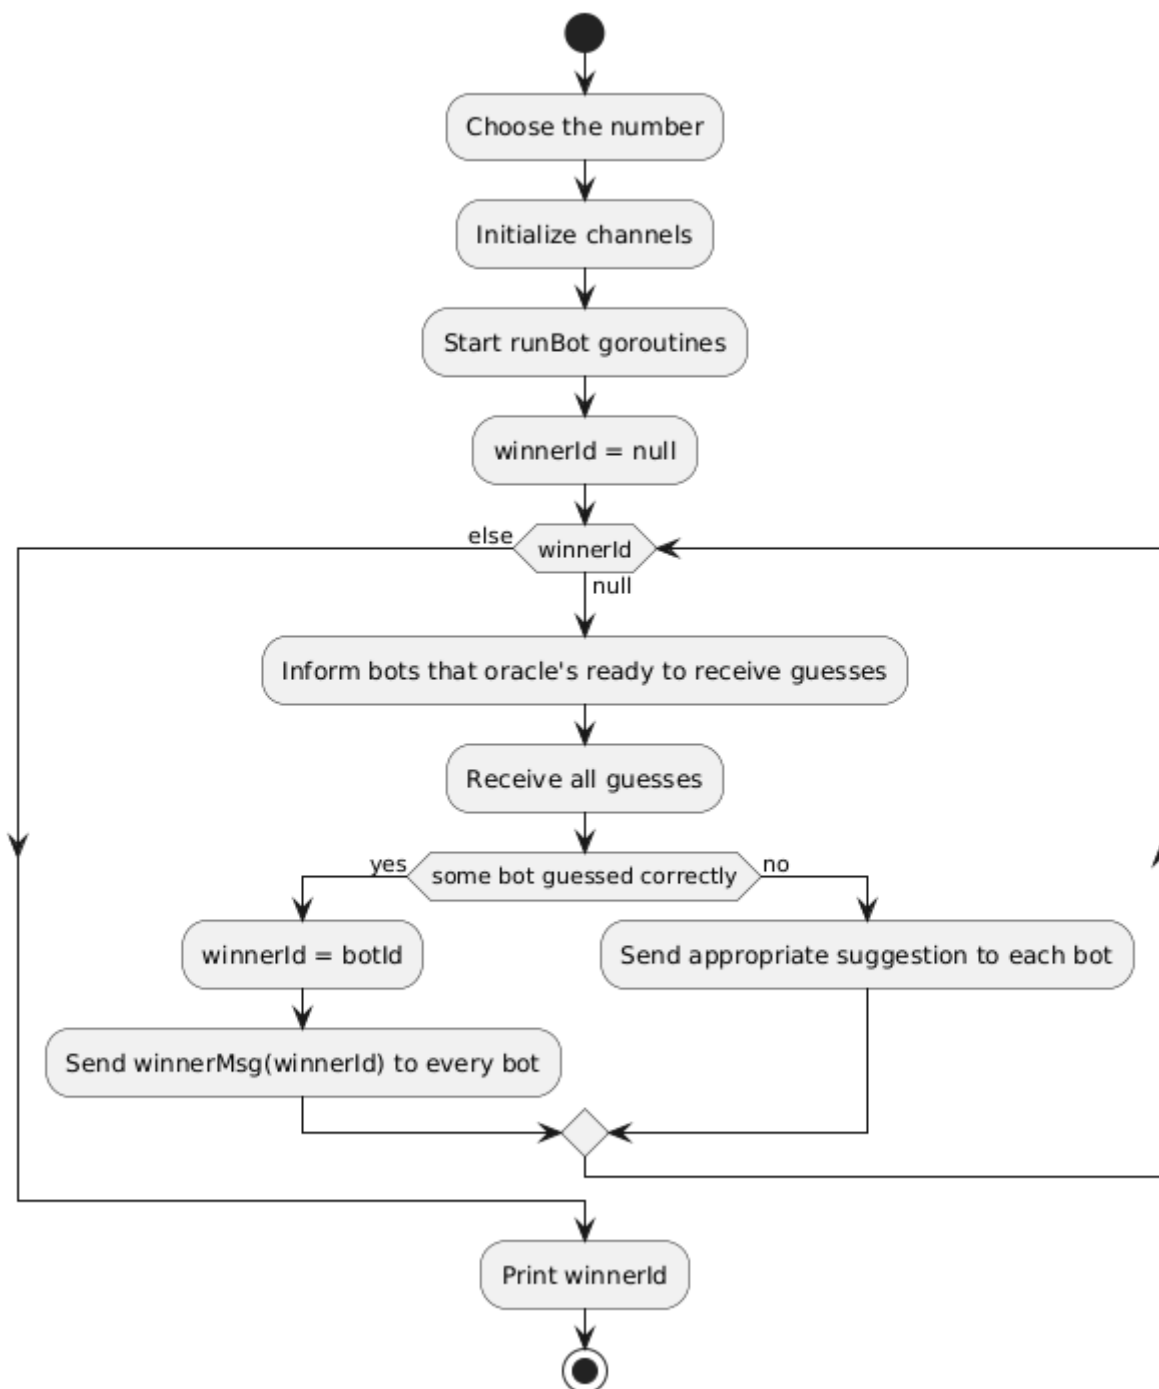 Choose the number
Initialize channels
Start runBot goroutines
winnerId = null
else
winnerId
null
Inform bots that oracle's ready to receive guesses
Receive all guesses
yes
some bot guessed correctly
no
winnerId = botId
Send appropriate suggestion to each bot
Send winnerMsg(winnerId) to every bot
Print winnerId